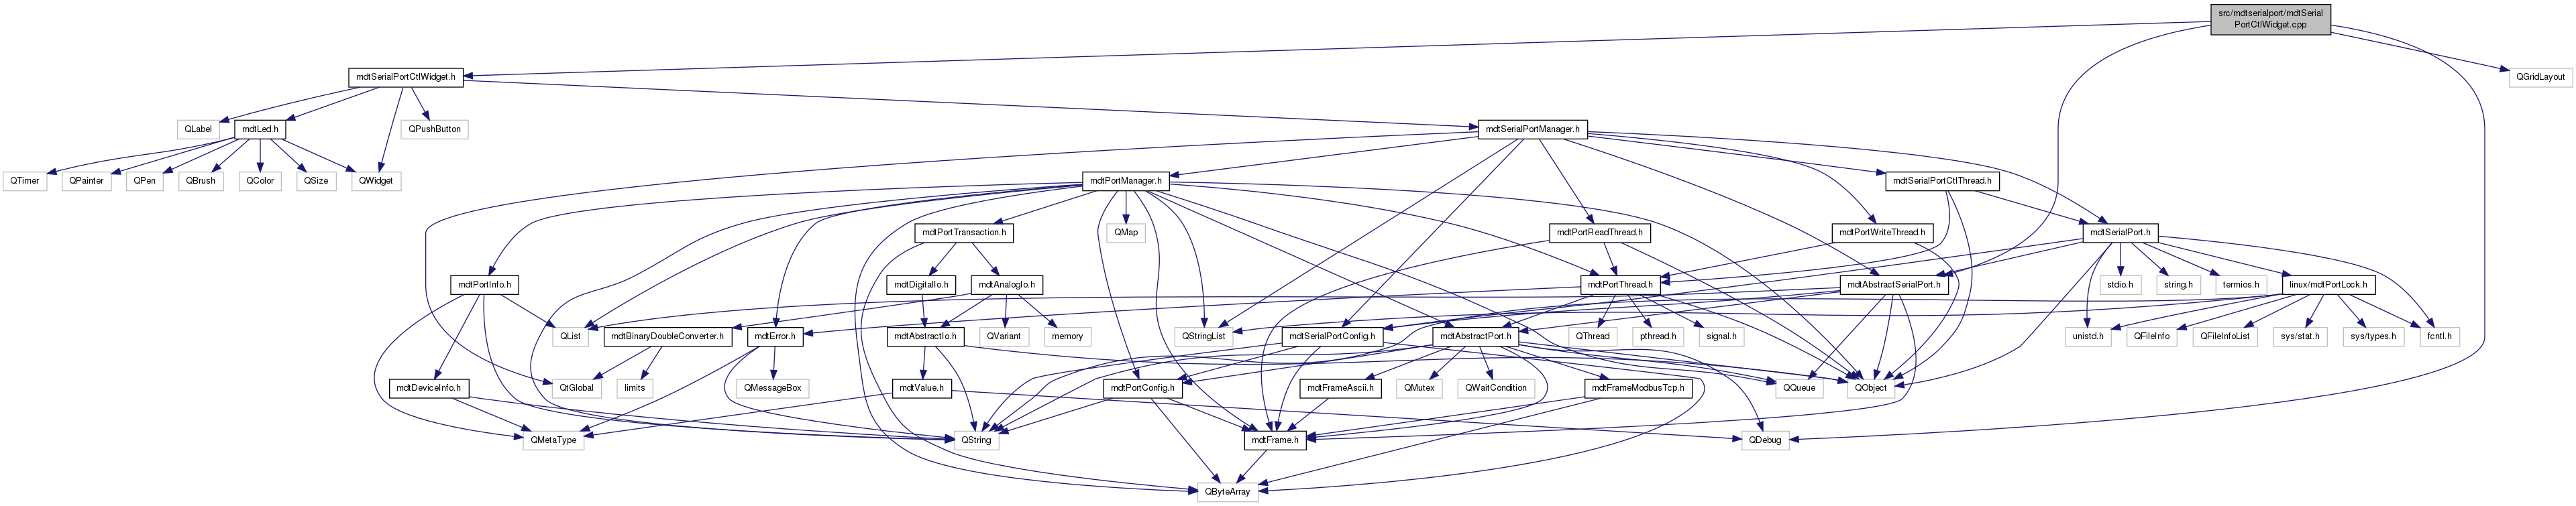 src/mdtserialport/mdtSerial
PortCtlWidget.cpp
mdtSerialPortCtlWidget.h
QGridLayout
QLabel
mdtLed.h
QPushButton
mdtSerialPortManager.h
QTimer
QPainter
QPen
QBrush
QColor
QSize
QWidget
mdtPortManager.h
mdtSerialPortCtlThread.h
mdtPortTransaction.h
QMap
mdtPortReadThread.h
mdtPortWriteThread.h
mdtSerialPort.h
mdtPortInfo.h
mdtDigitalIo.h
mdtAnalogIo.h
mdtPortThread.h
mdtAbstractSerialPort.h
stdio.h
string.h
termios.h
linux/mdtPortLock.h
QList
mdtBinaryDoubleConverter.h
mdtError.h
mdtAbstractIo.h
QVariant
memory
QStringList
mdtSerialPortConfig.h
mdtAbstractPort.h
QThread
pthread.h
signal.h
unistd.h
QFileInfo
QFileInfoList
sys/stat.h
sys/types.h
fcntl.h
mdtDeviceInfo.h
QtGlobal
limits
QMessageBox
mdtValue.h
mdtPortConfig.h
mdtFrameAscii.h
QMutex
QWaitCondition
mdtFrameModbusTcp.h
QQueue
QObject
QMetaType
QString
mdtFrame.h
QDebug
QByteArray